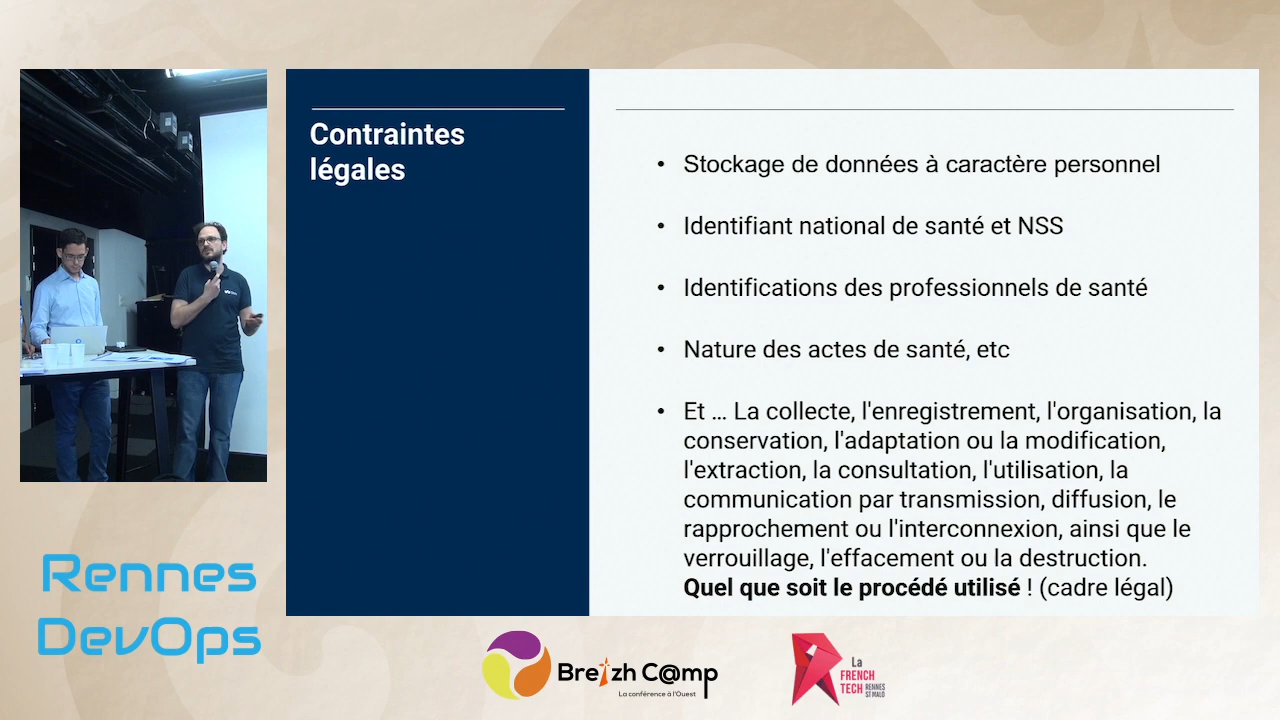 Contraintes
légales
• Stockage de données à caractère personnel
• Identifiant national de santé et NSS
• Identifications des professionnels de santé
• Nature des actes de santé, etc
• Et ... La collecte, l'enregistrement, l'organisation, la
conservation, l'adaptation ou la modification,
l'extraction, la consultation, l'utilisation, la
communication par transmission, diffusion, le
rapprochement ou l'interconnexion, ainsi que le
verrouillage, l'effacement ou la destruction.
Quel que soit le procédé utilisé ! (cadre légal)
Rennes
DevOps
Breizh C@mp
La conférence à l'Ouest
La
FRENCH
TECH
RENNES
ST MALO